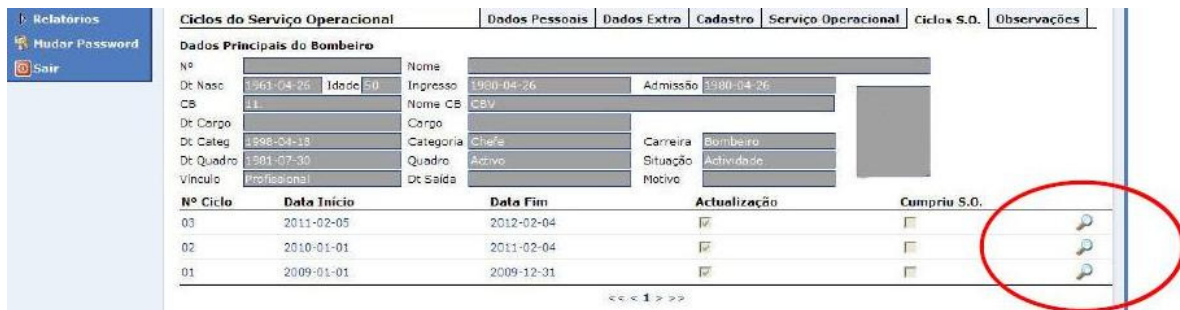 Relatórios
Mudar Password
Sair
Ciclos do Serviço Operacional Dados Pessoais Dados Extra Cadastro Serviço Operacional Ciclos S.O. Observações
Dados Principais do Bombeiro
Nº Nome
Dt Nasc 1961-04-26 Idade 50 Ingresso 1980-04-26 Admissão 1980-04-26
CB 11. Nome CB CBV
Dt Cargo Cargo
Dt Categ 1998-04-18 Categoria Chefe Carreira Bombeiro
Dt Quadro 1981-07-30 Quadro Activo Situação Actividade
Vinculo Profissional Dt Saída Motivo
Nº Ciclo Data Início Data Fim Actualização Cumpriu S.O.
03 2011-02-05 2012-02-04
02 2010-01-01 2011-02-04
01 2009-01-01 2009-12-31
<< < 1 > >>